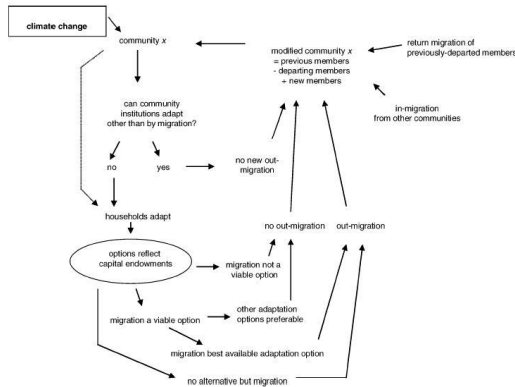 climate change
community x
modified community x
= previous members
- departing members
+ new members
return migration of
previously-departed members
in-migration
from other communities
can community
institutions adapt
other than by migration?
no
yes
no new out-
migration
households adapt
no out-migration
out-migration
options reflect
capital endowments
migration not a
viable option
migration a viable option
other adaptation
options preferable
migration best available adaptation option
no alternative but migration